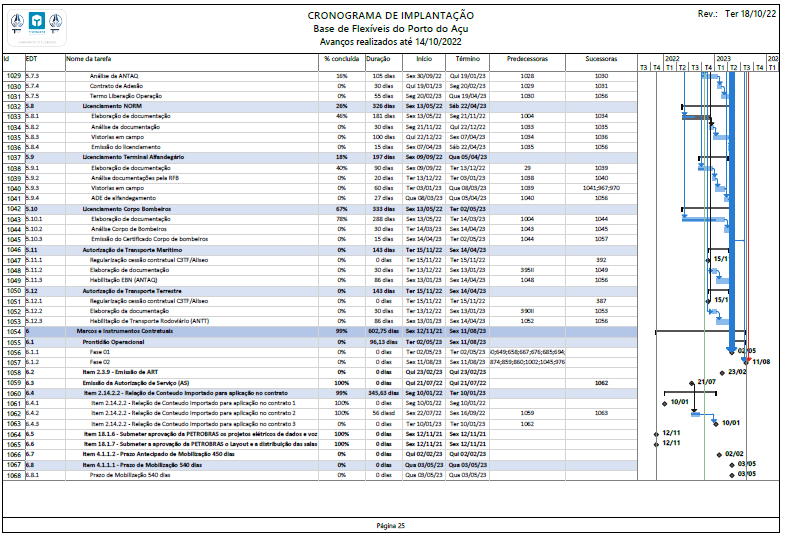 CRONOGRAMA DE IMPLANTAÇÃO
Base de Flexíveis do Porto do Açu
Avanços realizados até 14/10/2022
Rev.: Ter 18/10/22
Id EDT Nome da tarefa % concluída Duração Início Término Predecessoras Sucessoras 2022 2023 202
T3 T4 T1 T2 T3 T4 T1 T2 T3 T4 T1
1029 5.7.3 Análise da ANTAQ 16% 105 dias Sex 30/09/22 Qui 19/01/23 1028 1030
1030 5.7.4 Contrato de Adesão 0% 30 dias Qui 19/01/23 Seg 20/02/23 1029 1031
1031 5.7.5 Termo Liberação Operação 0% 55 dias Seg 20/02/23 Qua 19/04/23 1030 1056
1032 5.8 Licenciamento NORM 26% 326 dias Sex 13/05/22 Sáb 22/04/23
1033 5.8.1 Elaboração de documentação 46% 181 dias Sex 13/05/22 Seg 21/11/22 1004 1034
1034 5.8.2 Análise da documentação 0% 30 dias Seg 21/11/22 Qui 22/12/22 1033 1035
1035 5.8.3 Vistorias em campo 0% 100 dias Qui 22/12/22 Sex 07/04/23 1034 1036
1036 5.8.4 Emissão do licenciamento 0% 15 dias Sex 07/04/23 Sáb 22/04/23 1035 1056
1037 5.9 Licenciamento Terminal Alfandegário 18% 197 dias Sex 09/09/22 Qua 05/04/23
1038 5.9.1 Elaboração de documentação 40% 90 dias Sex 09/09/22 Ter 13/12/22 29 1039
1039 5.9.2 Análise documentações pela RFB 0% 20 dias Ter 13/12/22 Ter 03/01/23 1038 1040
1040 5.9.3 Vistorias em campo 0% 60 dias Ter 03/01/23 Qua 08/03/23 1039 1041;967;970
1041 5.9.4 ADE de alfandegamento 0% 27 dias Qua 08/03/23 Qua 05/04/23 1040 1056
1042 5.10 Licenciamento Corpo Bombeiros 67% 333 dias Sex 13/05/22 Ter 02/05/23
1043 5.10.1 Elaboração de documentação 78% 288 dias Sex 13/05/22 Ter 14/03/23 1004 1044
1044 5.10.2 Análise Corpo de Bombeiros 0% 30 dias Ter 14/03/23 Sex 14/04/23 1043 1045
1045 5.10.3 Emissão do Certificado Corpo de bombeiros 0% 15 dias Sex 14/04/23 Ter 02/05/23 1044 1057
1046 5.11 Autorização de Transporte Marítimo 0% 143 dias Ter 15/11/22 Sex 14/04/23
1047 5.11.1 Regularização cessão contratual C3TF/Aliseo 0% 0 dias Ter 15/11/22 Ter 15/11/22 392 15/11
1048 5.11.2 Elaboração de documentação 0% 30 dias Ter 13/12/22 Sex 13/01/23 395II 1049
1049 5.11.3 Habilitação EBN (ANTAQ) 0% 86 dias Sex 13/01/23 Sex 14/04/23 1048 1056
1050 5.12 Autorização de Transporte Terrestre 0% 143 dias Ter 15/11/22 Sex 14/04/23
1051 5.12.1 Regularização cessão contratual C3TF/Aliseo 0% 0 dias Ter 15/11/22 Ter 15/11/22 387 15/11
1052 5.12.2 Elaboração da documentação 0% 30 dias Ter 13/12/22 Sex 13/01/23 390II 1053
1053 5.12.3 Habilitação de Transporte Rodoviário (ANTT) 0% 86 dias Sex 13/01/23 Sex 14/04/23 1052 1056
1054 6 Marcos e Instrumentos Contratuais 99% 602,75 dias Sex 12/11/21 Sex 11/08/23
1055 6.1 Prontidão Operacional 0% 96,13 dias Ter 02/05/23 Sex 11/08/23
1056 6.1.1 Fase 01 0% 0 dias Ter 02/05/23 Ter 02/05/23 ;0;649;658;667;676;685;694; 02/05
1057 6.1.2 Fase 02 0% 0 dias Sex 11/08/23 Sex 11/08/23 874;859;860;1002;1045;976 11/08
1058 6.2 Item 2.3.9 - Emissão de ART 0% 0 dias Qui 23/02/23 Qui 23/02/23 23/02
1059 6.3 Emissão da Autorização de Serviço (AS) 100% 0 dias Qui 21/07/22 Qui 21/07/22 1062 21/07
1060 6.4 Item 2.14.2.2 - Relação de Conteudo Importado para aplicação no contrato 0% 345,63 dias Seg 10/01/22 Ter 10/01/23
1061 6.4.1 Item 2.14.2.2 - Relação de Conteudo Importado para aplicação no contrato 1 100% 0 dias Seg 10/01/22 Seg 10/01/22 10/01
1062 6.4.2 Item 2.14.2.2 - Relação de Conteudo Importado para aplicação no contrato 2 100% 56 diasd Sex 22/07/22 Sex 16/09/22 1059 1063
1063 6.4.3 Item 2.14.2.2 - Relação de Conteudo Importado para aplicação no contrato 3 0% 0 dias Ter 10/01/23 Ter 10/01/23 1062 10/01
1064 6.5 Item 18.1.6 - Submeter a aprovação da PETROBRAS os projetos elétricos de dados e voz 100% 0 dias Sex 12/11/21 Sex 12/11/21 12/11
1065 6.6 Item 18.1.7 - Submeter a aprovação da PETROBRAS o Layout e a distribuição das salas 100% 0 dias Sex 12/11/21 Sex 12/11/21 12/11
1066 6.7 Item 4.1.1.2 - Prazo Antecipado de Mobilização 450 dias 0% 0 dias Qui 02/02/23 Qui 02/02/23 02/02
1067 6.8 Item 4.1.1.1 - Prazo de Mobilização 540 dias 0% 0 dias Qua 03/05/23 Qua 03/05/23 03/05
1068 6.8.1 Prazo de Mobilização 540 dias 0% 0 dias Qua 03/05/23 Qua 03/05/23 03/05
Página 25